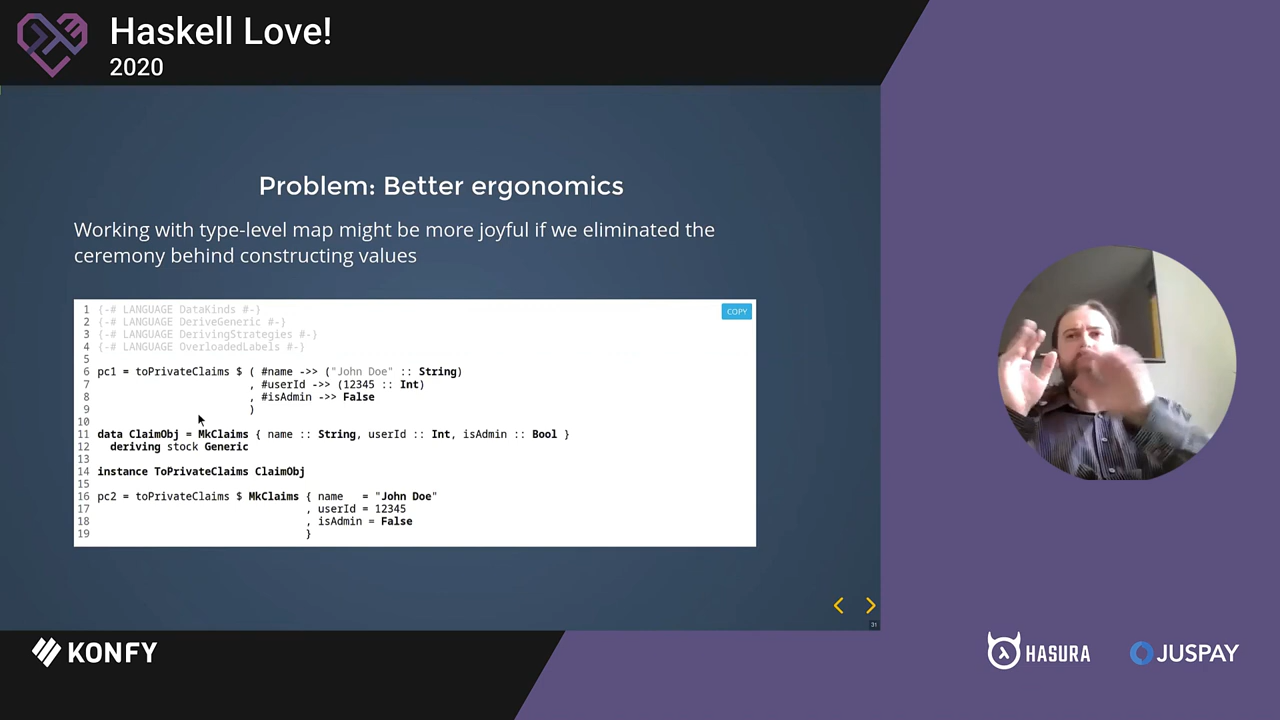 Haskell Love!
2020
Problem: Better ergonomics
Working with type-level map might be more joyful if we eliminated the
ceremony behind constructing values
COPY
1 {-# LANGUAGE DataKinds #-}
2 {-# LANGUAGE DeriveGeneric #-}
3 {-# LANGUAGE DerivingStrategies #-}
4 {-# LANGUAGE OverloadedLabels #-}
5
6 pc1 = toPrivateClaims $ ( #name ->> ("John Doe" :: String)
7                         , #userId ->> (12345 :: Int)
8                         , #isAdmin ->> False
9                         )
10
11 data ClaimObj = MkClaims { name :: String, userId :: Int, isAdmin :: Bool }
12   deriving stock Generic
13
14 instance ToPrivateClaims ClaimObj
15
16 pc2 = toPrivateClaims $ MkClaims { name   = "John Doe"
17                                  , userId = 12345
18                                  , isAdmin = False
19                                  }
31
KONFY
HASURA
JUSPAY